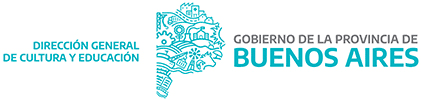 DIRECCIÓN GENERAL
DE CULTURA Y EDUCACIÓN
GOBIERNO DE LA PROVINCIA DE
BUENOS AIRES